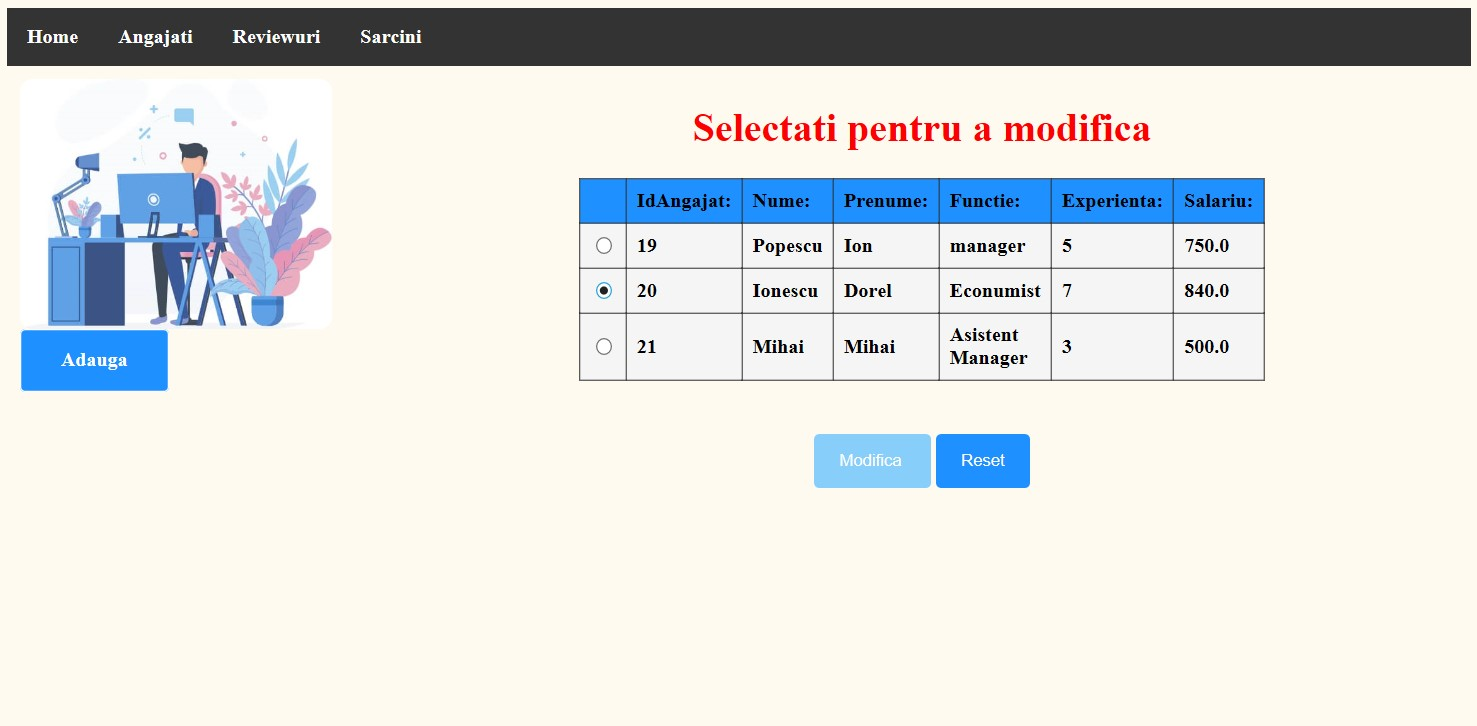 Home Angajati Reviewuri Sarcini
Selectati pentru a modifica
IdAngajat: Nume: Prenume: Functie: Experienta: Salariu:
19 Popescu Ion manager 5 750.0
20 Ionescu Dorel Econumist 7 840.0
21 Mihai Mihai Asistent Manager 3 500.0
Adauga
Modifica Reset